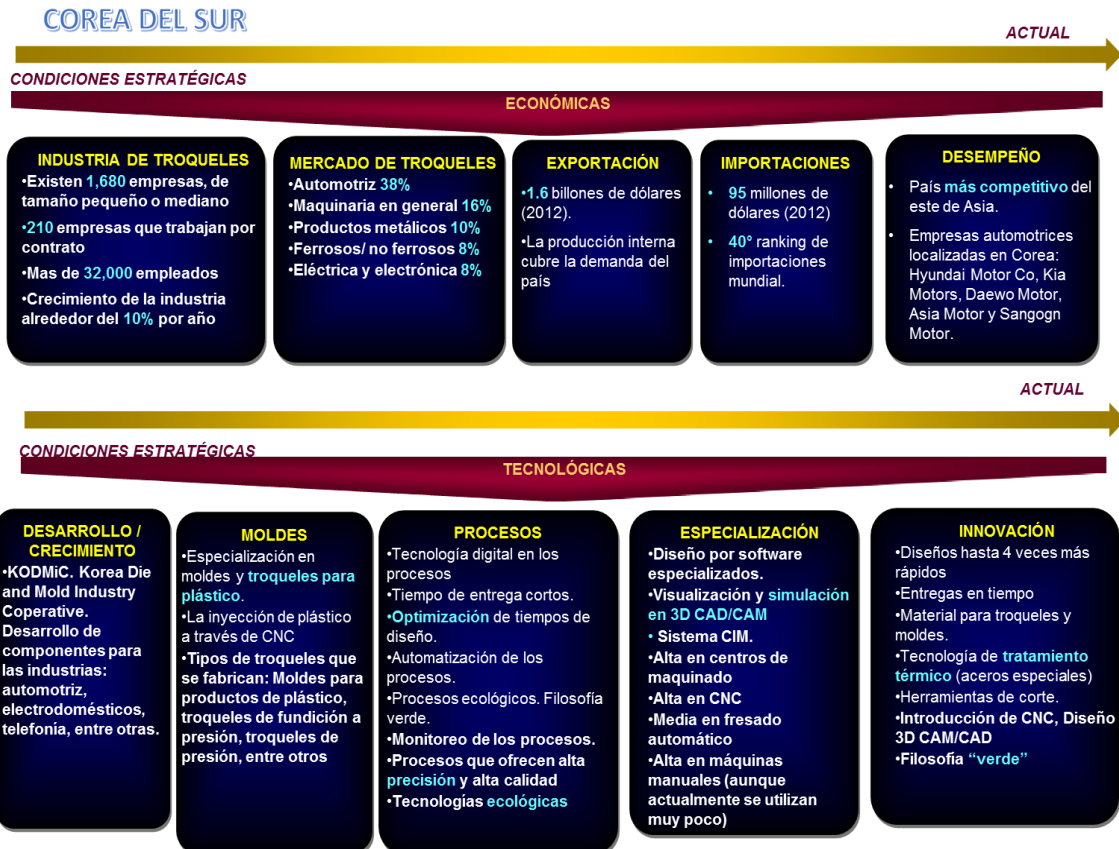 COREA DEL SUR
ACTUAL
CONDICIONES ESTRATÉGICAS
ECONÓMICAS
INDUSTRIA DE TROQUELES
•Existen 1,680 empresas, de
tamaño pequeño o mediano
•210 empresas que trabajan por
contrato
•Mas de 32,000 empleados
•Crecimiento de la industria
alrededor del 10% por año
MERCADO DE TROQUELES
•Automotriz 38%
•Maquinaria en general 16%
•Productos metálicos 10%
•Ferrosos/ no ferrosos 8%
•Eléctrica y electrónica 8%
EXPORTACIÓN
•1.6 billones de dólares
(2012).
•La producción interna
cubre la demanda del
país
IMPORTACIONES
• 95 millones de
dólares (2012)
• 40° ranking de
importaciones
mundial.
DESEMPEÑO
• País más competitivo del
este de Asia.
• Empresas automotrices
localizadas en Corea:
Hyundai Motor Co, Kia
Motors, Daewo Motor,
Asia Motor y Sangogn
Motor.
ACTUAL
CONDICIONES ESTRATÉGICAS
TECNOLÓGICAS
DESARROLLO /
CRECIMIENTO
•KODMiC. Korea Die
and Mold Industry
Coperative.
Desarrollo de
componentes para
las industrias:
automotriz,
electrodomésticos,
telefonía, entre otras.
MOLDES
•Especialización en
moldes y troqueles para
plástico.
•La inyección de plástico
a través de CNC
•Tipos de troqueles que
se fabrican: Moldes para
productos de plástico,
troqueles de fundición a
presión, troqueles de
presión, entre otros
PROCESOS
•Tecnología digital en los
procesos
•Tiempo de entrega cortos.
•Optimización de tiempos de
diseño.
•Automatización de los
procesos.
•Procesos ecológicos. Filosofía
verde.
•Monitoreo de los procesos.
•Procesos que ofrecen alta
precisión y alta calidad
•Tecnologías ecológicas
ESPECIALIZACIÓN
•Diseño por software
especializados.
•Visualización y simulación
en 3D CAD/CAM
• Sistema CIM.
•Alta en centros de
maquinado
•Alta en CNC
•Media en fresado
automático
•Alta en máquinas
manuales (aunque
actualmente se utilizan
muy poco)
INNOVACIÓN
•Diseños hasta 4 veces más
rápidos
•Entregas en tiempo
•Material para troqueles y
moldes.
•Tecnología de tratamiento
térmico (aceros especiales)
•Herramientas de corte.
•Introducción de CNC, Diseño
3D CAM/CAD
•Filosofia “verde”